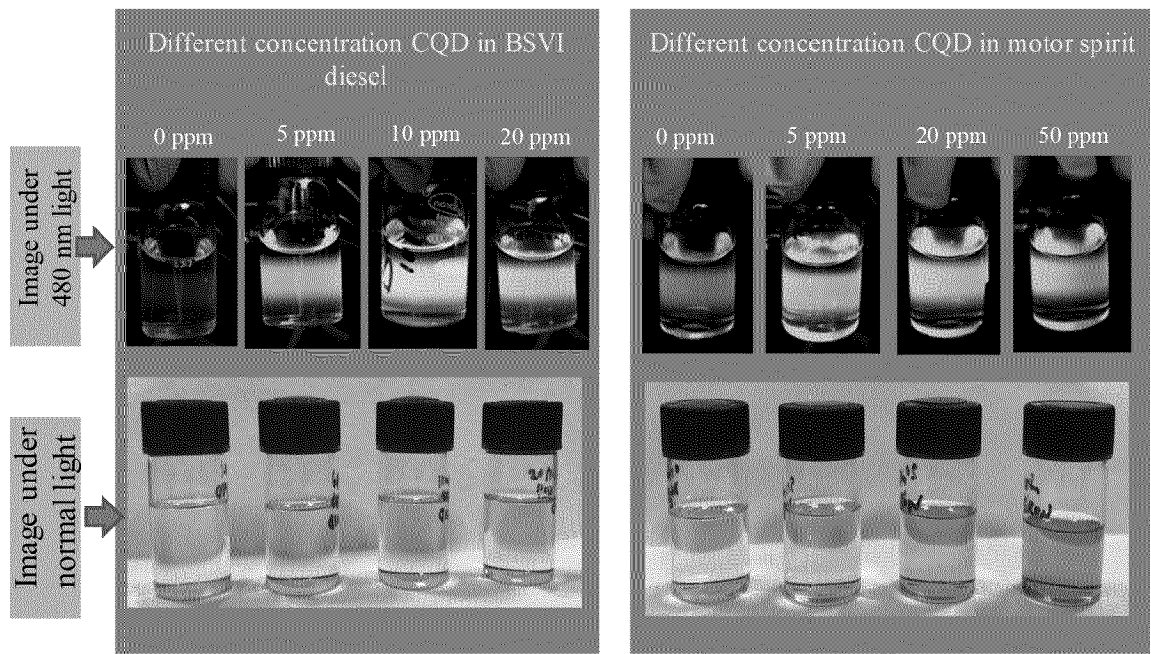 Different concentration CQD in BSVI
diesel
0 ppm
5 ppm
10 ppm
20 ppm
Different concentration CQD in motor spirit
0 ppm
5 ppm
20 ppm
50 ppm
Image under
480 nm light
Image under
normal light